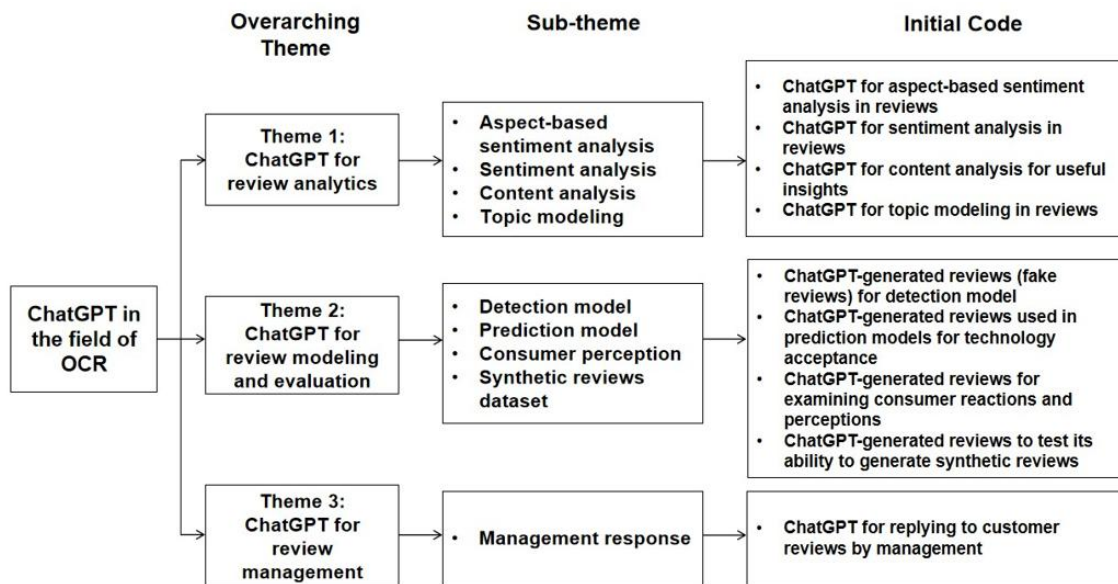 Overarching
Theme
Sub-theme
Initial Code
ChatGPT in
the field of
OCR
Theme 1:
ChatGPT for
review analytics
• Aspect-based
sentiment analysis
• Sentiment analysis
• Content analysis
• Topic modeling
• ChatGPT for aspect-based sentiment
analysis in reviews
• ChatGPT for sentiment analysis in
reviews
• ChatGPT for content analysis for useful
insights
• ChatGPT for topic modeling in reviews
Theme 2:
ChatGPT for
review modeling
and evaluation
• Detection model
• Prediction model
• Consumer perception
• Synthetic reviews
dataset
• ChatGPT-generated reviews (fake
reviews) for detection model
• ChatGPT-generated reviews used in
prediction models for technology
acceptance
• ChatGPT-generated reviews for
examining consumer reactions and
perceptions
• ChatGPT-generated reviews to test its
ability to generate synthetic reviews
Theme 3:
ChatGPT for
review
management
• Management response
• ChatGPT for replying to customer
reviews by management